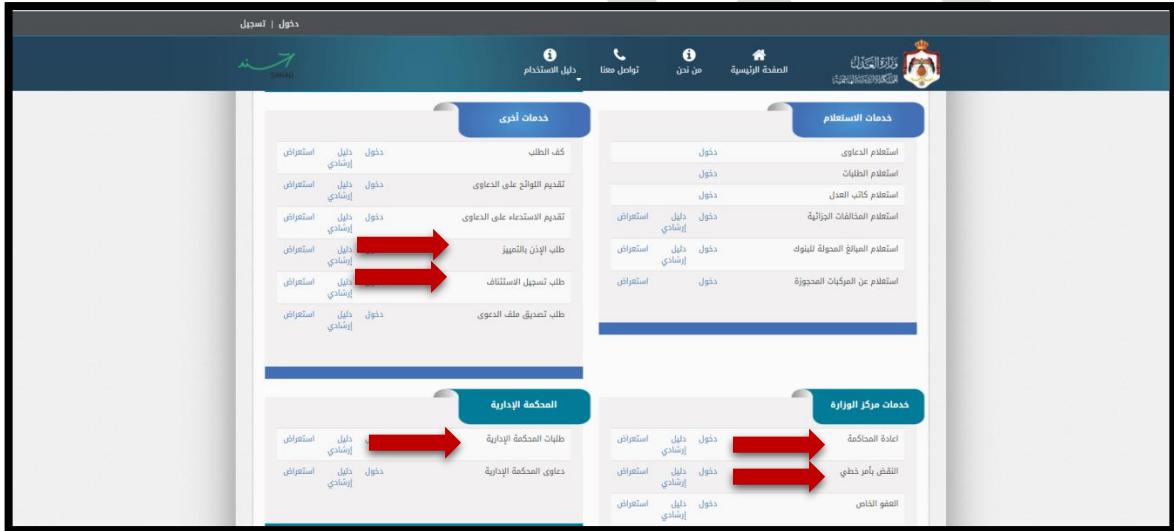 دخول | تسجيل
وزارة العدل
الصفحة الرئيسية
من نحن
تواصل معنا
دليل الاستخدام
سند
SANAD
خدمات الاستعلام
استعلام الدعاوى دخول
استعلام الطلبات دخول
استعلام كاتب العدل دخول
استعلام المخالفات الجزائية دخول دليل إرشادي استعراض
استعلام المبالغ المحولة للبنوك دخول دليل إرشادي استعراض
استعلام عن المركبات المحجوزة دخول استعراض
خدمات أخرى
كف الطلب دخول دليل إرشادي استعراض
تقديم اللوائح على الدعاوى دخول دليل إرشادي استعراض
تقديم الاستدعاء على الدعاوى دخول دليل إرشادي استعراض
طلب الإذن بالتمييز دليل إرشادي استعراض
طلب تسجيل الاستئناف دليل إرشادي استعراض
طلب تصديق ملف الدعوى دخول دليل إرشادي استعراض
خدمات مركز الوزارة
اعادة المحاكمة دخول دليل إرشادي استعراض
النقض بأمر خطي دخول دليل إرشادي استعراض
العفو الخاص دخول دليل إرشادي استعراض
المحكمة الإدارية
طلبات المحكمة الإدارية دليل إرشادي استعراض
دعاوى المحكمة الإدارية دخول دليل إرشادي استعراض